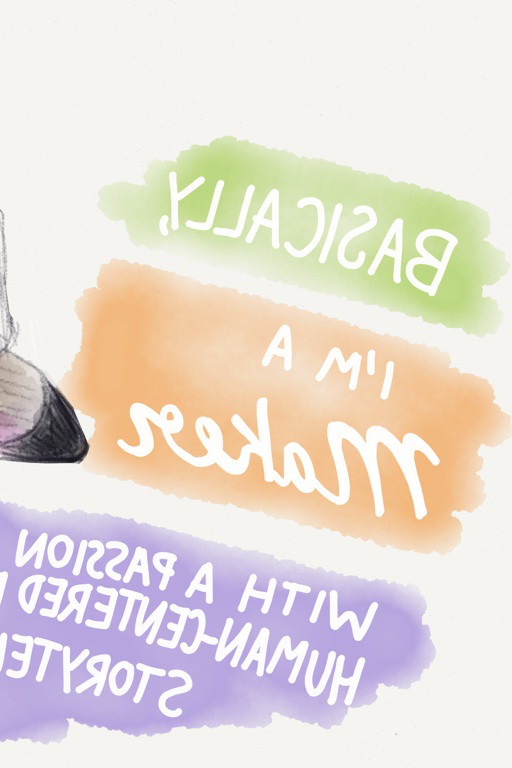 BASICALLY,
I'M A
Maker
WITH A PASSION
HUMAN-CENTERED